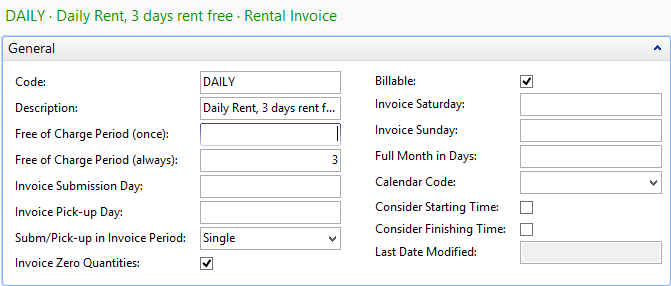 DAILY · Daily Rent, 3 days rent free · Rental Invoice
General
Code: DAILY
Description: Daily Rent, 3 days rent f...
Free of Charge Period (once):
Free of Charge Period (always): 3
Invoice Submission Day:
Invoice Pick-up Day:
Subm/Pick-up in Invoice Period: Single
Invoice Zero Quantities:
Billable:
Invoice Saturday:
Invoice Sunday:
Full Month in Days:
Calendar Code:
Consider Starting Time:
Consider Finishing Time:
Last Date Modified: